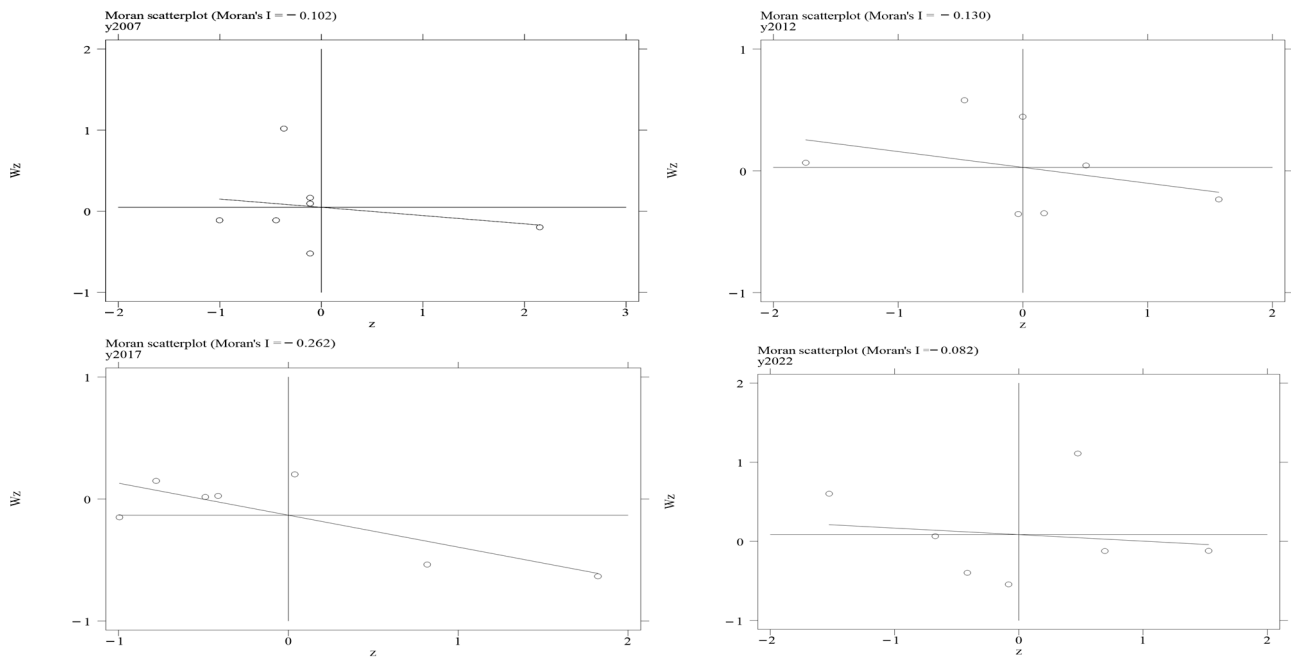 Moran scatterplot (Moran's I = − 0.102)
y2007
2
1
0
−1
Wz
−2
−1
0
1
2
3
z
Moran scatterplot (Moran's I = − 0.130)
y2012
1
0
−1
Wz
−2
−1
0
1
2
z
Moran scatterplot (Moran's I = − 0.262)
y2017
1
0
−1
Wz
−1
0
1
2
z
Moran scatterplot (Moran's I = − 0.082)
y2022
2
1
0
−1
Wz
−2
−1
0
1
2
z